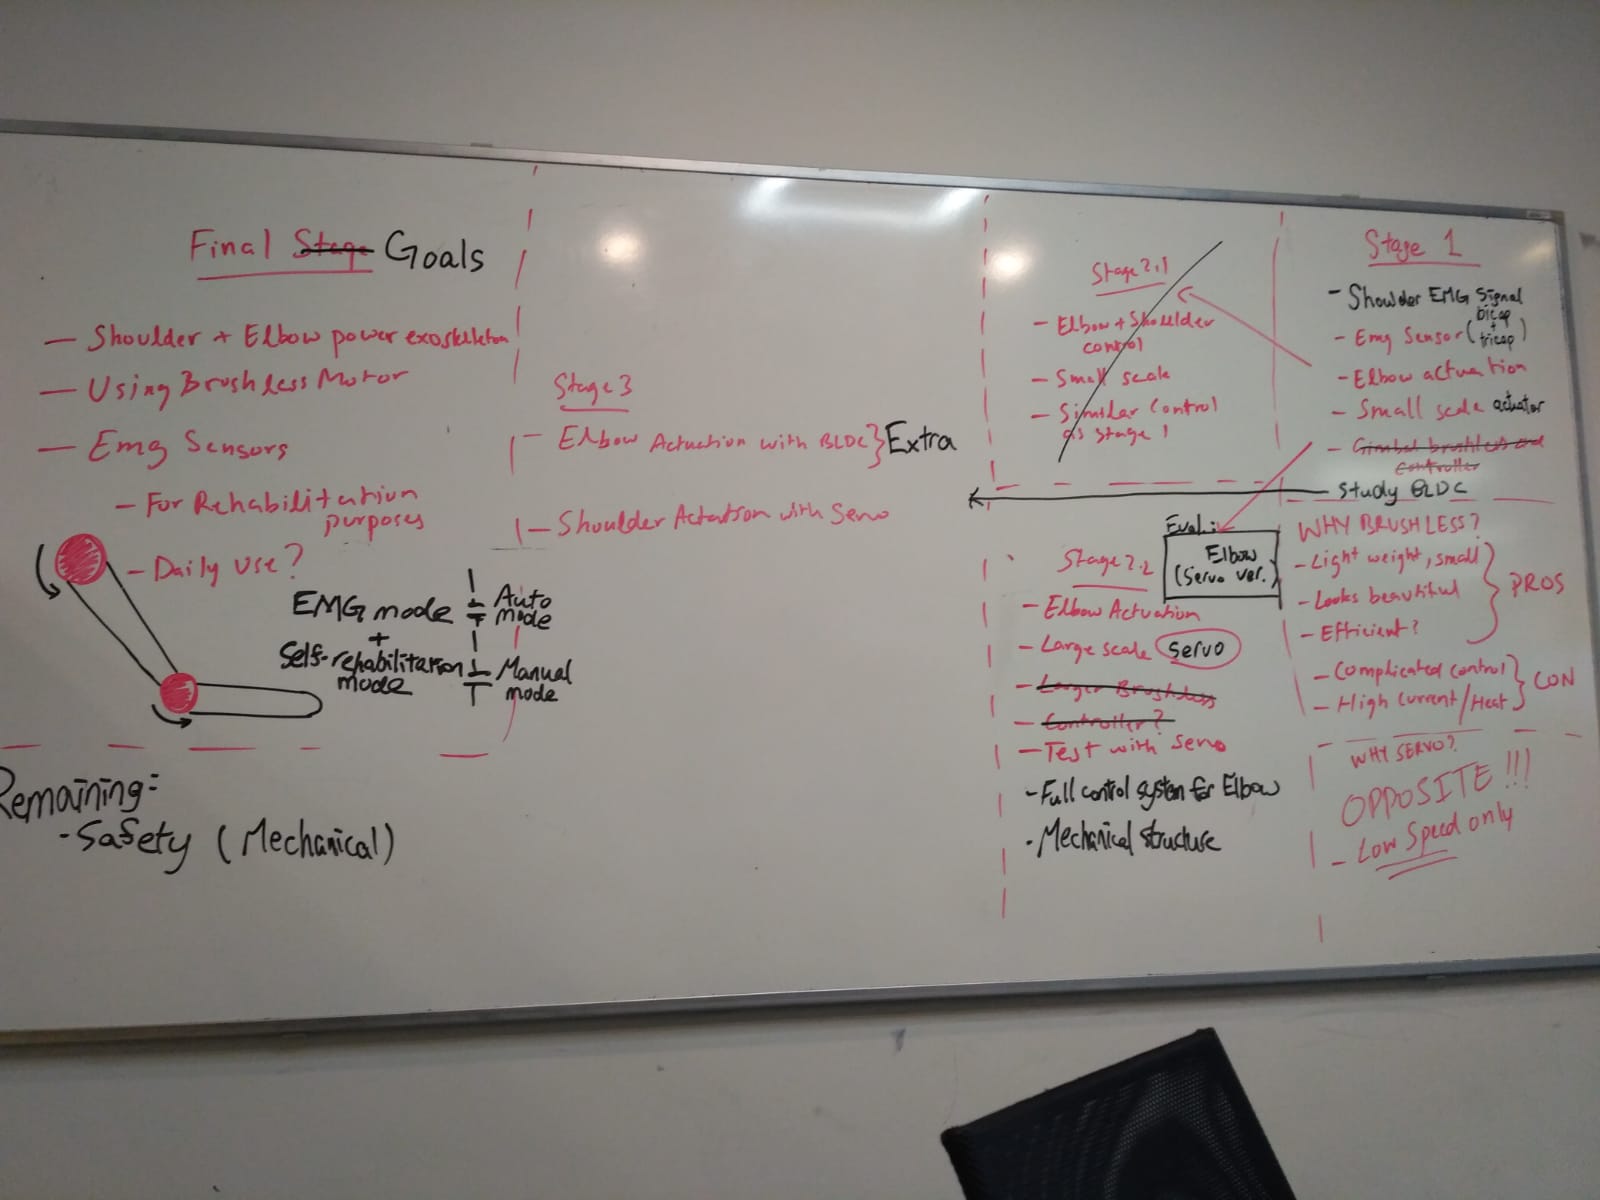 Final Stage Goals
- Shoulder + Elbow power exoskeleton
- Using Brushless Motor
- Emg Sensors
- For Rehabilitation
purposes
- Daily Use?
EMG mode
+
Self-rehabilitation
mode
Auto
mode
Manual
mode
Remaining:
- Safety (Mechanical)
Stage 3
- Elbow Actuation with BLDC } Extra
- Shoulder Actuation with Servo
Stage 2.1
- Elbow + Shoulder
control
- Small scale
- Similar control
as stage 1
Stage 1
- Shoulder EMG Signal
- Emg Sensor (bicap + tricap)
- Elbow actuation
- Small scale actuator
- Gimbal brushless and
Controller
- Study BLDC
Eval.:
Elbow
(Servo ver.)
Stage 2.2
- Elbow Actuation
- Large scale Servo
- Larger Brushless
- Controller?
- Test with Servo
- Full control system for Elbow
- Mechanical structure
WHY BRUSHLESS?
- Light weight, small
- Looks beautiful
- Efficient?
} PROS
- Complicated control
- High Current/Heat
} CON
WHY SERVO?
OPPOSITE!!!
- Low Speed only